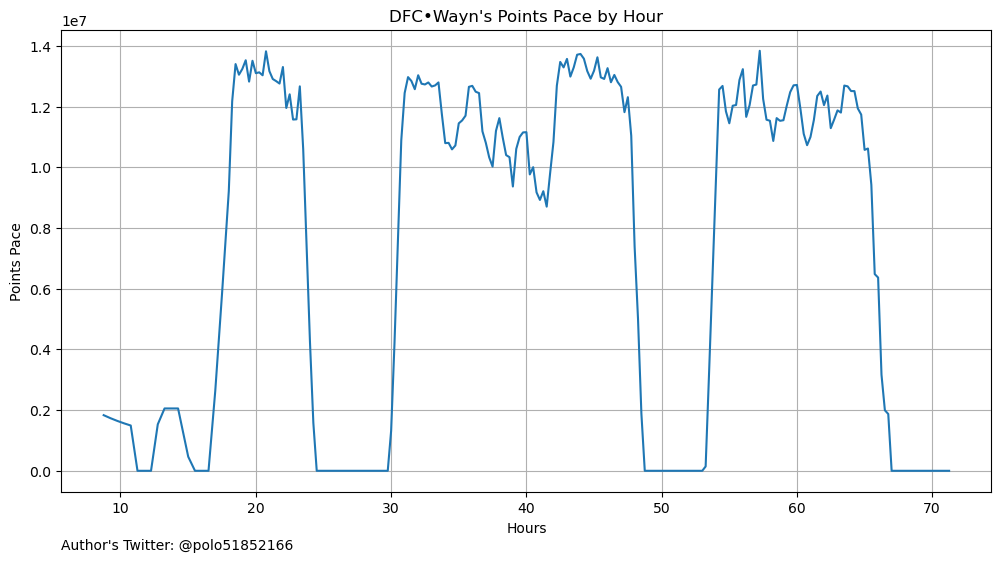 DFC•Wayn's Points Pace by Hour
1e7
1.4
1.2
1.0
0.8
0.6
0.4
0.2
0.0
Points Pace
10 20 30 40 50 60 70
Hours
Author's Twitter: @polo51852166